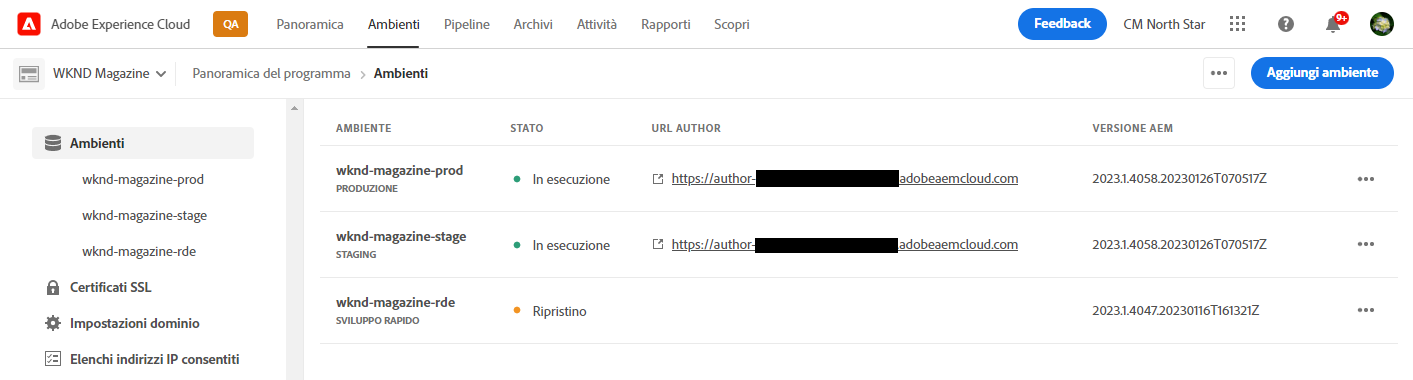 Adobe Experience Cloud QA Panoramica Ambienti Pipeline Archivi Attività Rapporti Scopri Feedback CM North Star 9+
WKND Magazine Panoramica del programma Ambienti Aggiungi ambiente
Ambienti
wknd-magazine-prod
wknd-magazine-stage
wknd-magazine-rde
Certificati SSL
Impostazioni dominio
Elenchi indirizzi IP consentiti
AMBIENTE STATO URL AUTHOR VERSIONE AEM
wknd-magazine-prod In esecuzione https://author- adobeaemcloud.com 2023.1.4058.20230126T070517Z
PRODUZIONE
wknd-magazine-stage In esecuzione https://author- .adobeaemcloud.com 2023.1.4058.20230126T070517Z
STAGING
wknd-magazine-rde Ripristino 2023.1.4047.20230116T161321Z
SVILUPPO RAPIDO